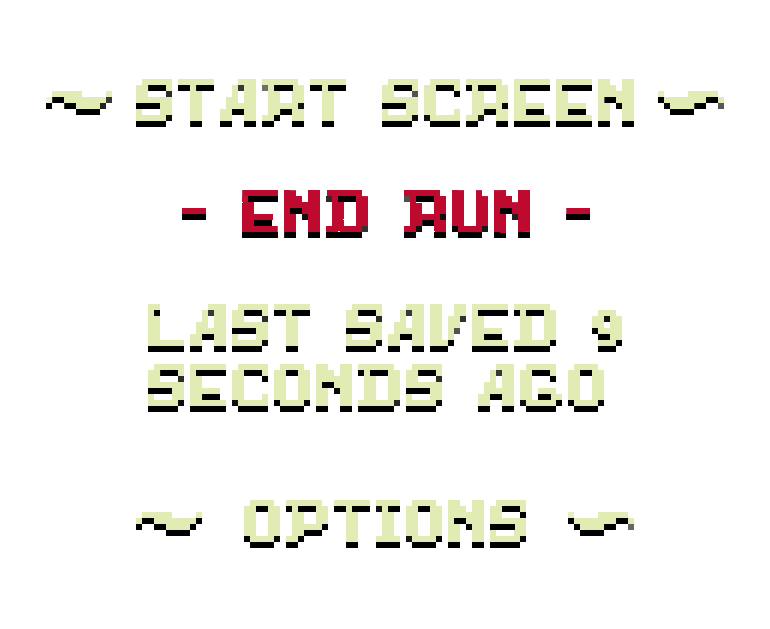 ~ START SCREEN ~
- END RUN -
LAST SAVED 9
SECONDS AGO
~ OPTIONS ~